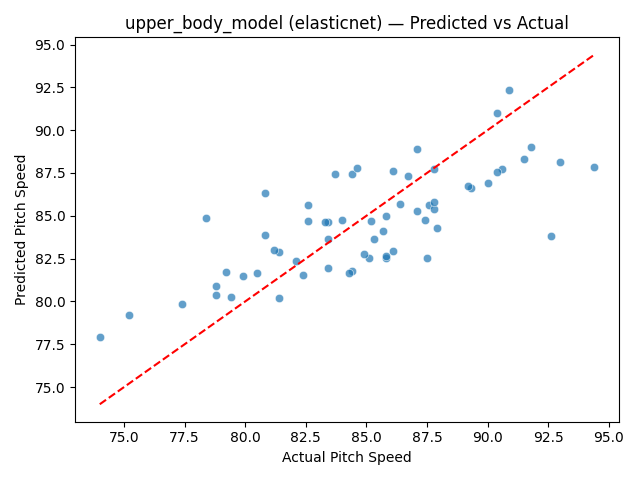 upper_body_model (elasticnet) — Predicted vs Actual
95.0
92.5
90.0
87.5
85.0
82.5
80.0
77.5
75.0
Predicted Pitch Speed
75.0 77.5 80.0 82.5 85.0 87.5 90.0 92.5 95.0
Actual Pitch Speed